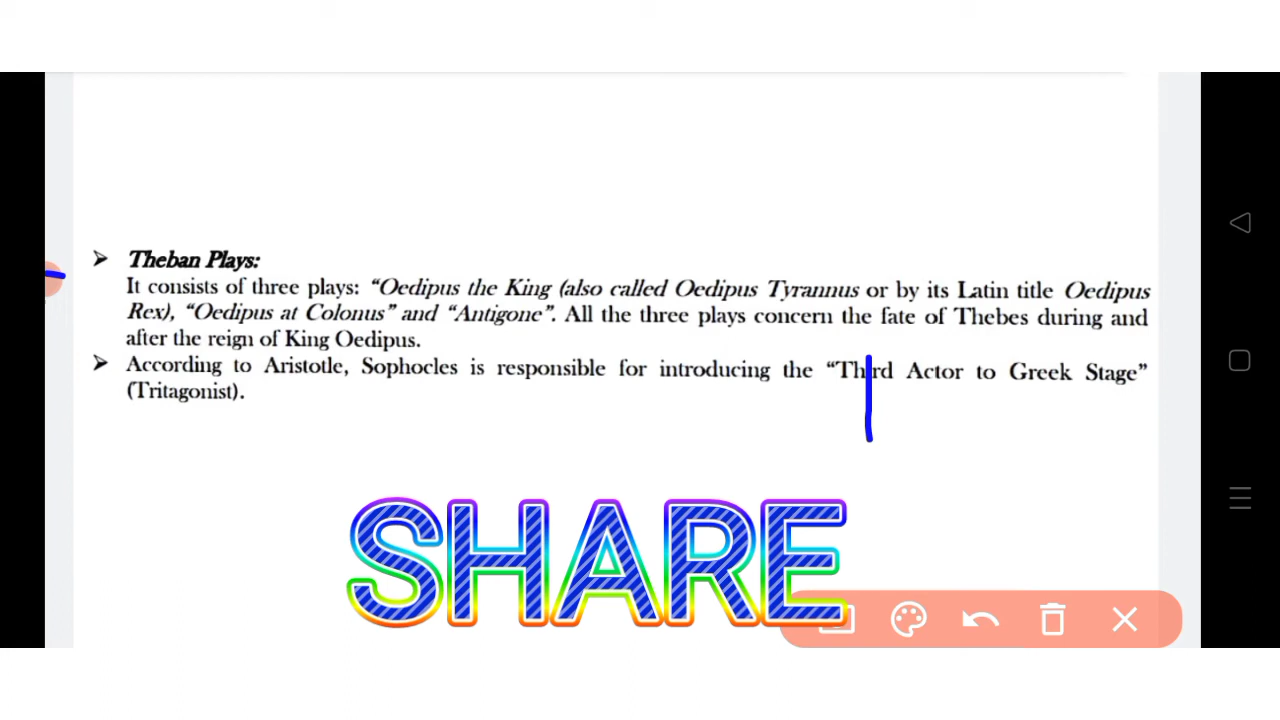 ➤ Theban Plays:
It consists of three plays: “Oedipus the King (also called Oedipus Tyrannus or by its Latin title Oedipus
Rex), “Oedipus at Colonus” and “Antigone”. All the three plays concern the fate of Thebes during and
after the reign of King Oedipus.
➤ According to Aristotle, Sophocles is responsible for introducing the “Third Actor to Greek Stage”
(Tritagonist).
SHARE